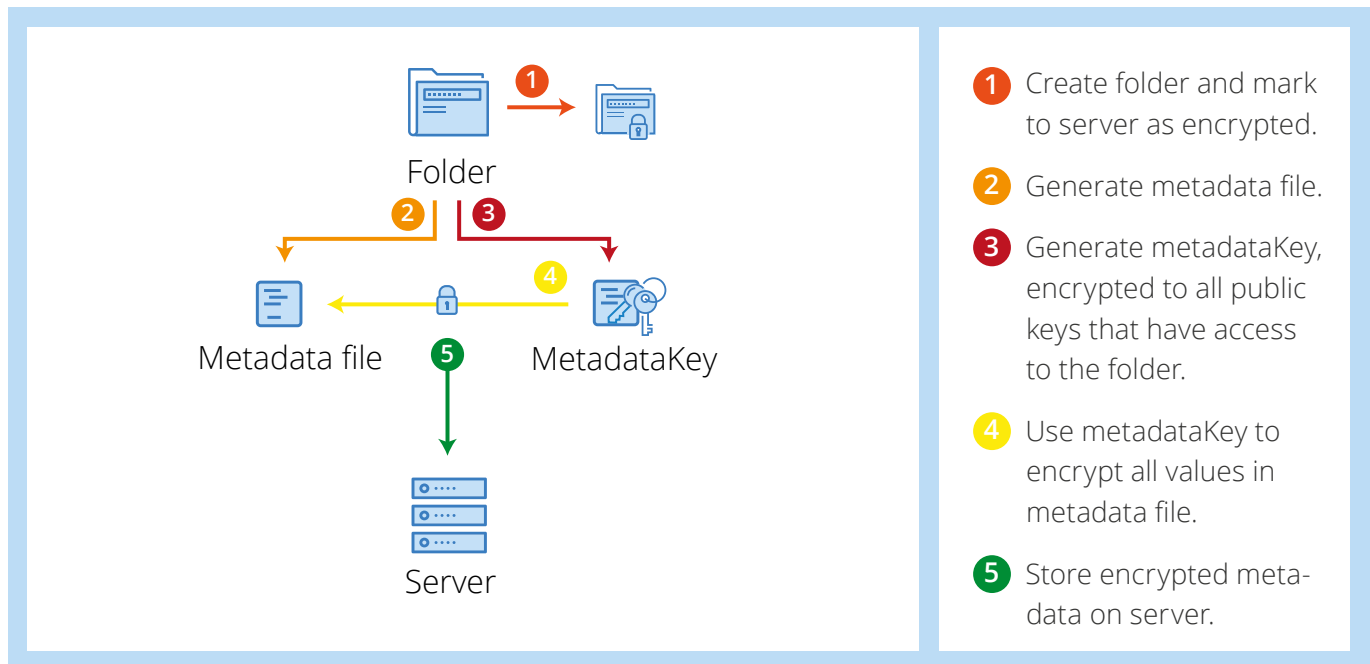 1
Folder
2
3
4
Metadata file
5
MetadataKey
Server
1 Create folder and mark
to server as encrypted.
2 Generate metadata file.
3 Generate metadataKey,
encrypted to all public
keys that have access
to the folder.
4 Use metadataKey to
encrypt all values in
metadata file.
5 Store encrypted meta-
data on server.